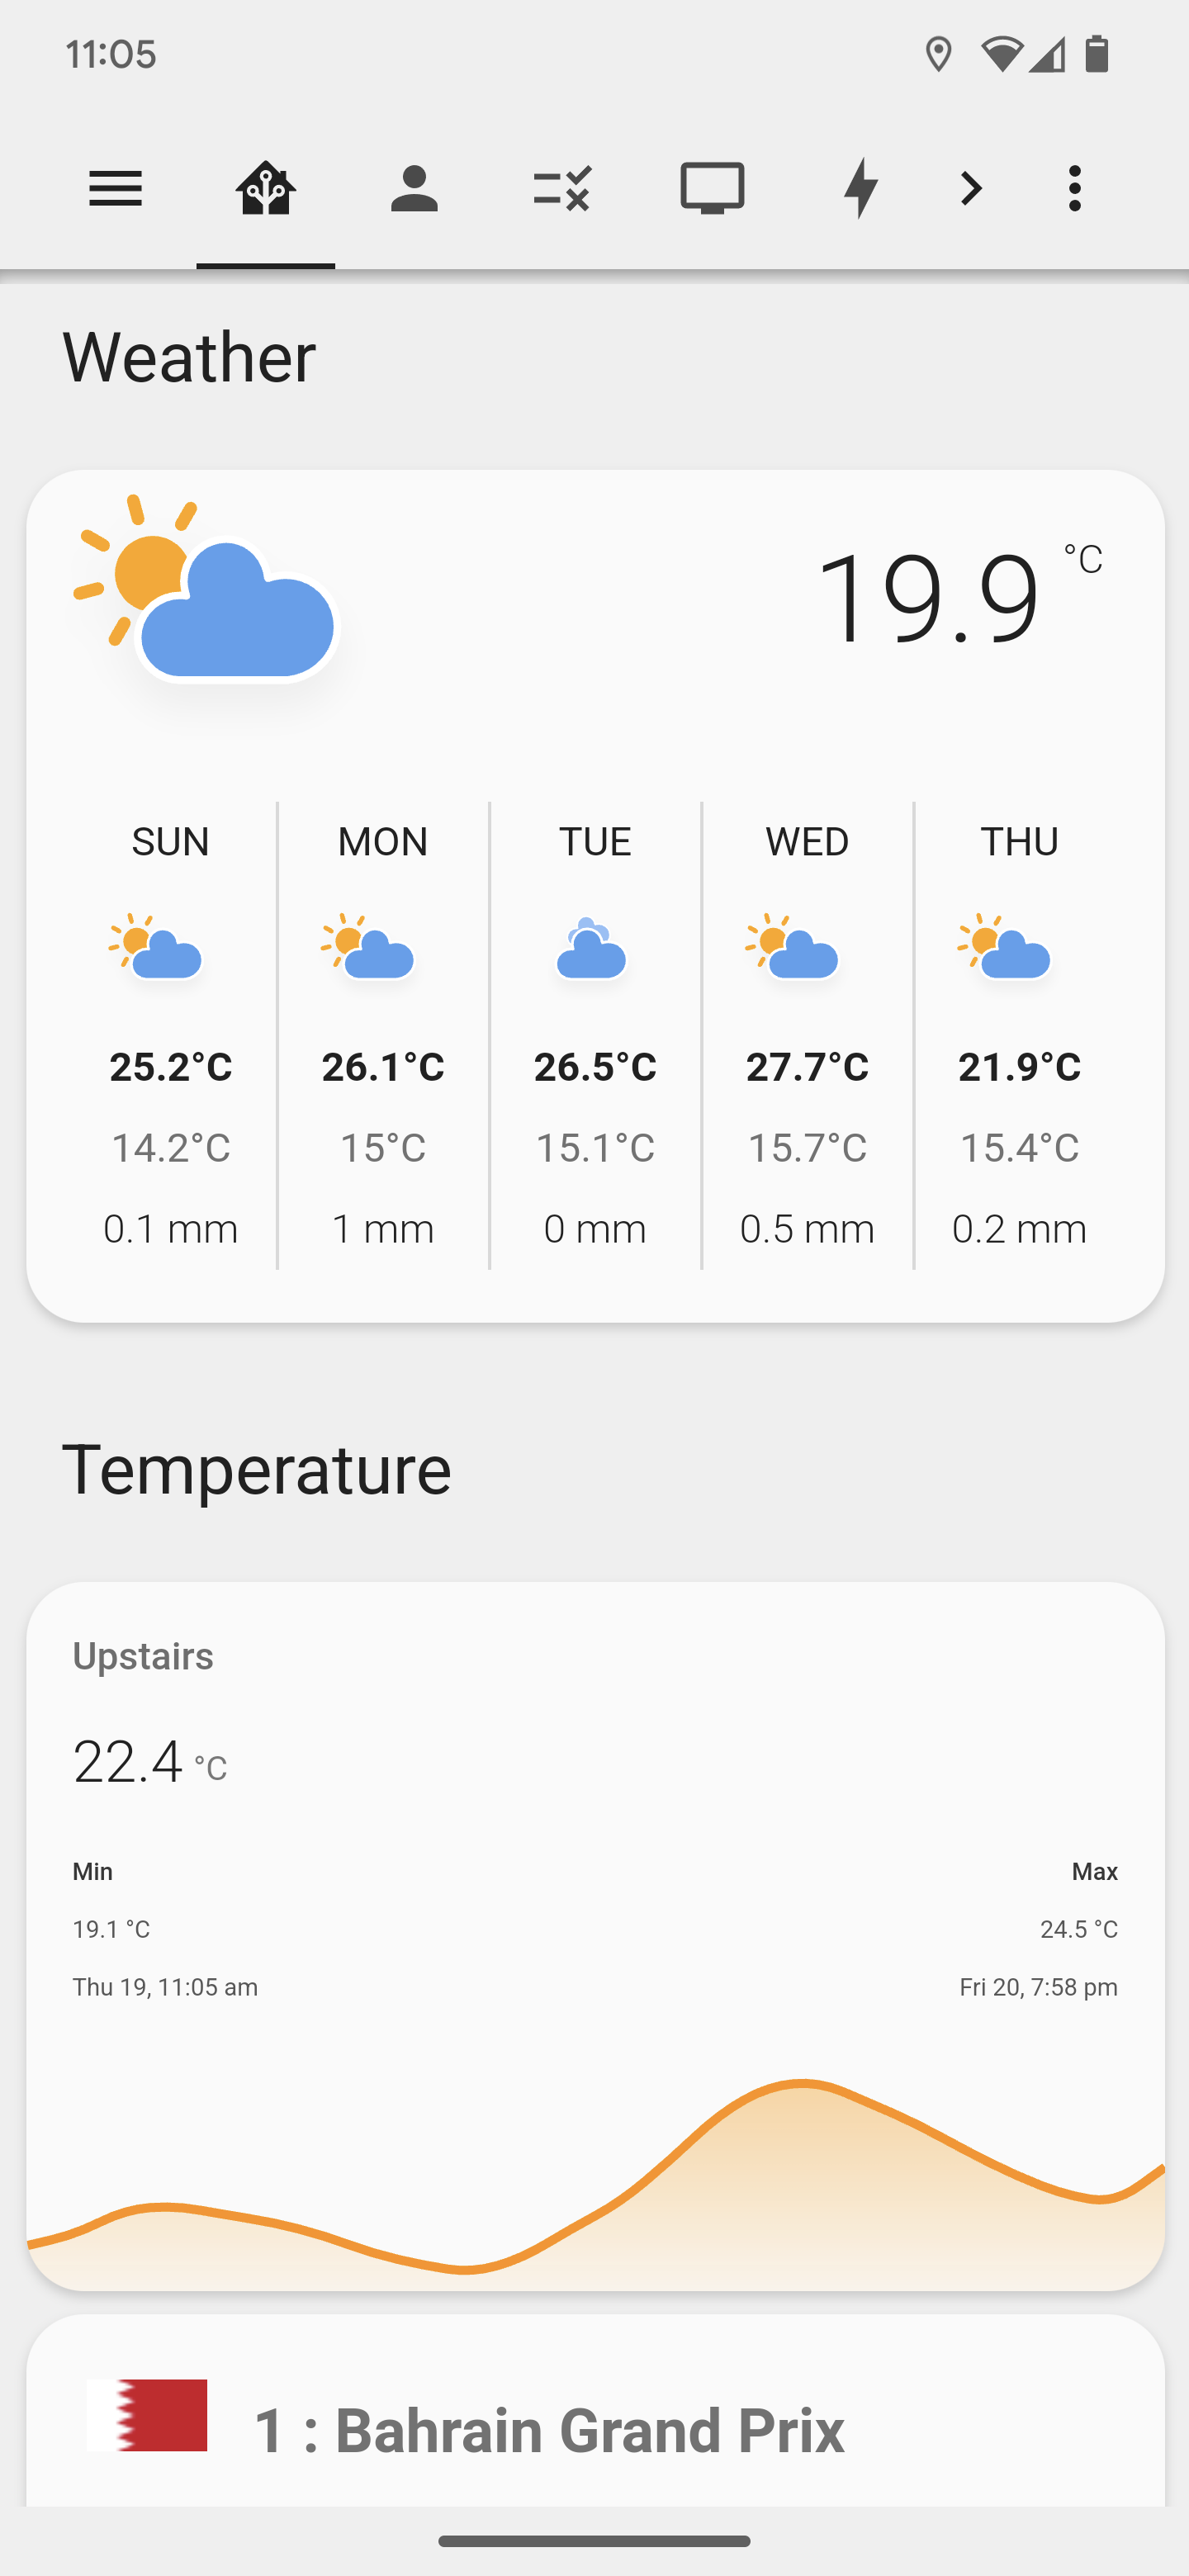 11:05
Weather
19.9 °C
SUN MON TUE WED THU
25.2°C 26.1°C 26.5°C 27.7°C 21.9°C
14.2°C 15°C 15.1°C 15.7°C 15.4°C
0.1 mm 1 mm 0 mm 0.5 mm 0.2 mm
Temperature
Upstairs
22.4 °C
Min Max
19.1 °C 24.5 °C
Thu 19, 11:05 am Fri 20, 7:58 pm
1 : Bahrain Grand Prix